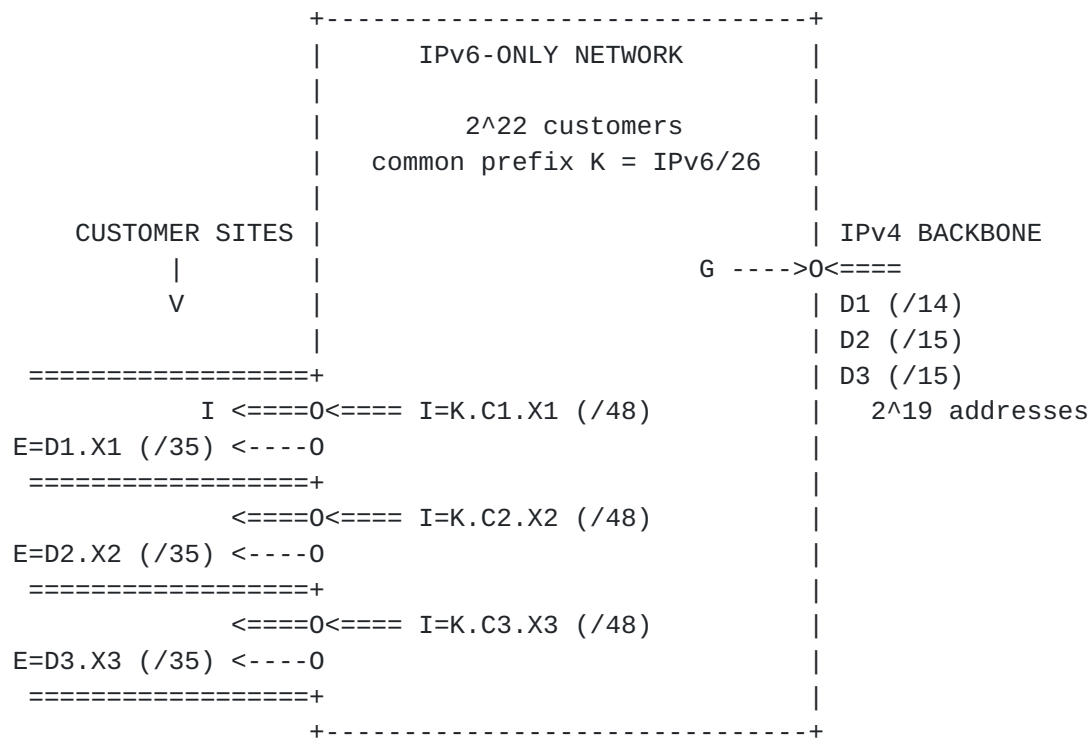 +-------------------------------+
|      IPv6-ONLY NETWORK        |
|                               |
|         2^22 customers        |
|   common prefix K = IPv6/26   |
|                               |
CUSTOMER SITES |                               | IPv4 BACKBONE
|        |                        G ---->O<====
V        |                               | D1 (/14)
|                               | D2 (/15)
==================+                               | D3 (/15)
I <====O<==== I=K.C1.X1 (/48)          |   2^19 addresses
E=D1.X1 (/35) <----O                               |
==================+                               |
<====O<==== I=K.C2.X2 (/48)          |
E=D2.X2 (/35) <----O                               |
==================+                               |
<====O<==== I=K.C3.X3 (/48)          |
E=D3.X3 (/35) <----O                               |
==================+                               |
+-------------------------------+